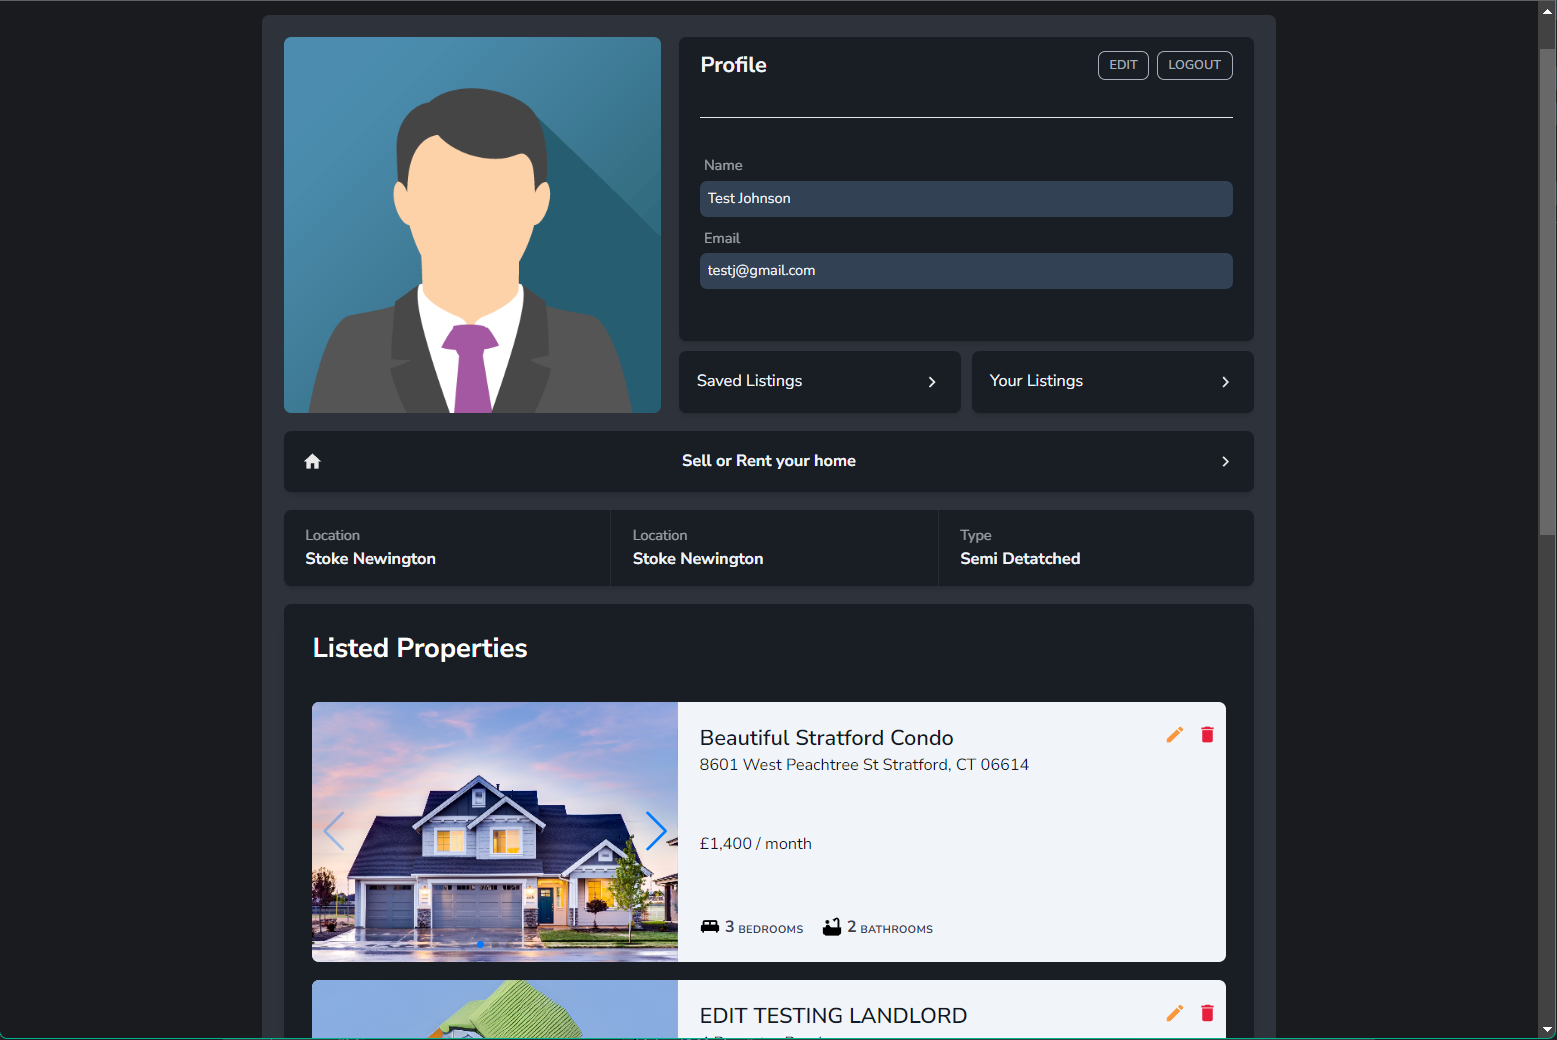 Profile
EDIT
LOGOUT
Name
Test Johnson
Email
testj@gmail.com
Saved Listings
Your Listings
Sell or Rent your home
Location
Stoke Newington
Location
Stoke Newington
Type
Semi Detatched
Listed Properties
Beautiful Stratford Condo
8601 West Peachtree St Stratford, CT 06614
£1,400 / month
3 BEDROOMS
2 BATHROOMS
EDIT TESTING LANDLORD